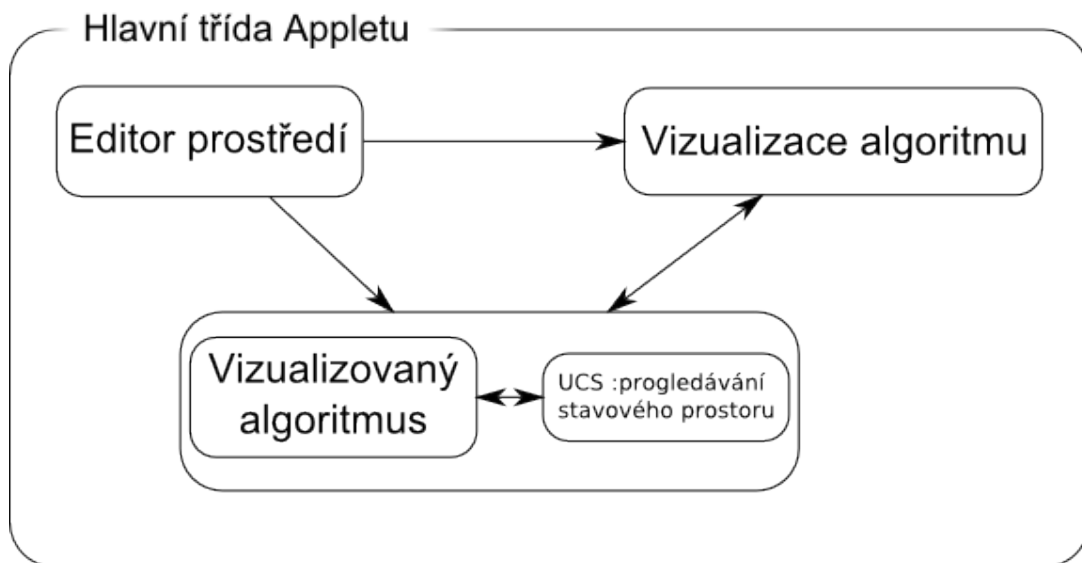 Hlavní třída Appletu
Editor prostředí
Vizualizace algoritmu
Vizualizovaný
algoritmus
UCS :progledávání
stavového prostoru